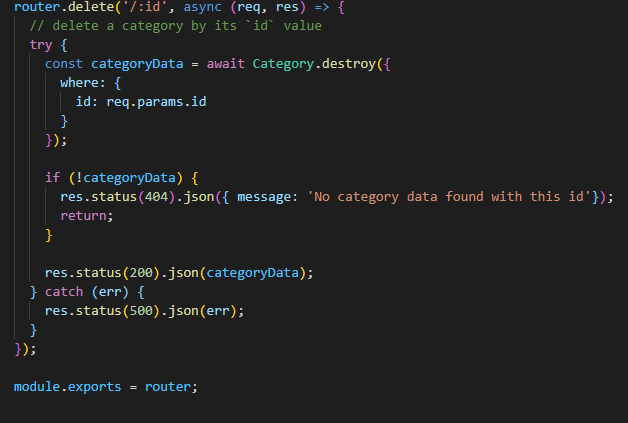 router.delete('/:id', async (req, res) => {
  // delete a category by its `id` value
  try {
    const categoryData = await Category.destroy({
      where: {
        id: req.params.id
      }
    });

    if (!categoryData) {
      res.status(404).json({ message: 'No category data found with this id'});
      return;
    }

    res.status(200).json(categoryData);
  } catch (err) {
    res.status(500).json(err);
  }
});

module.exports = router;